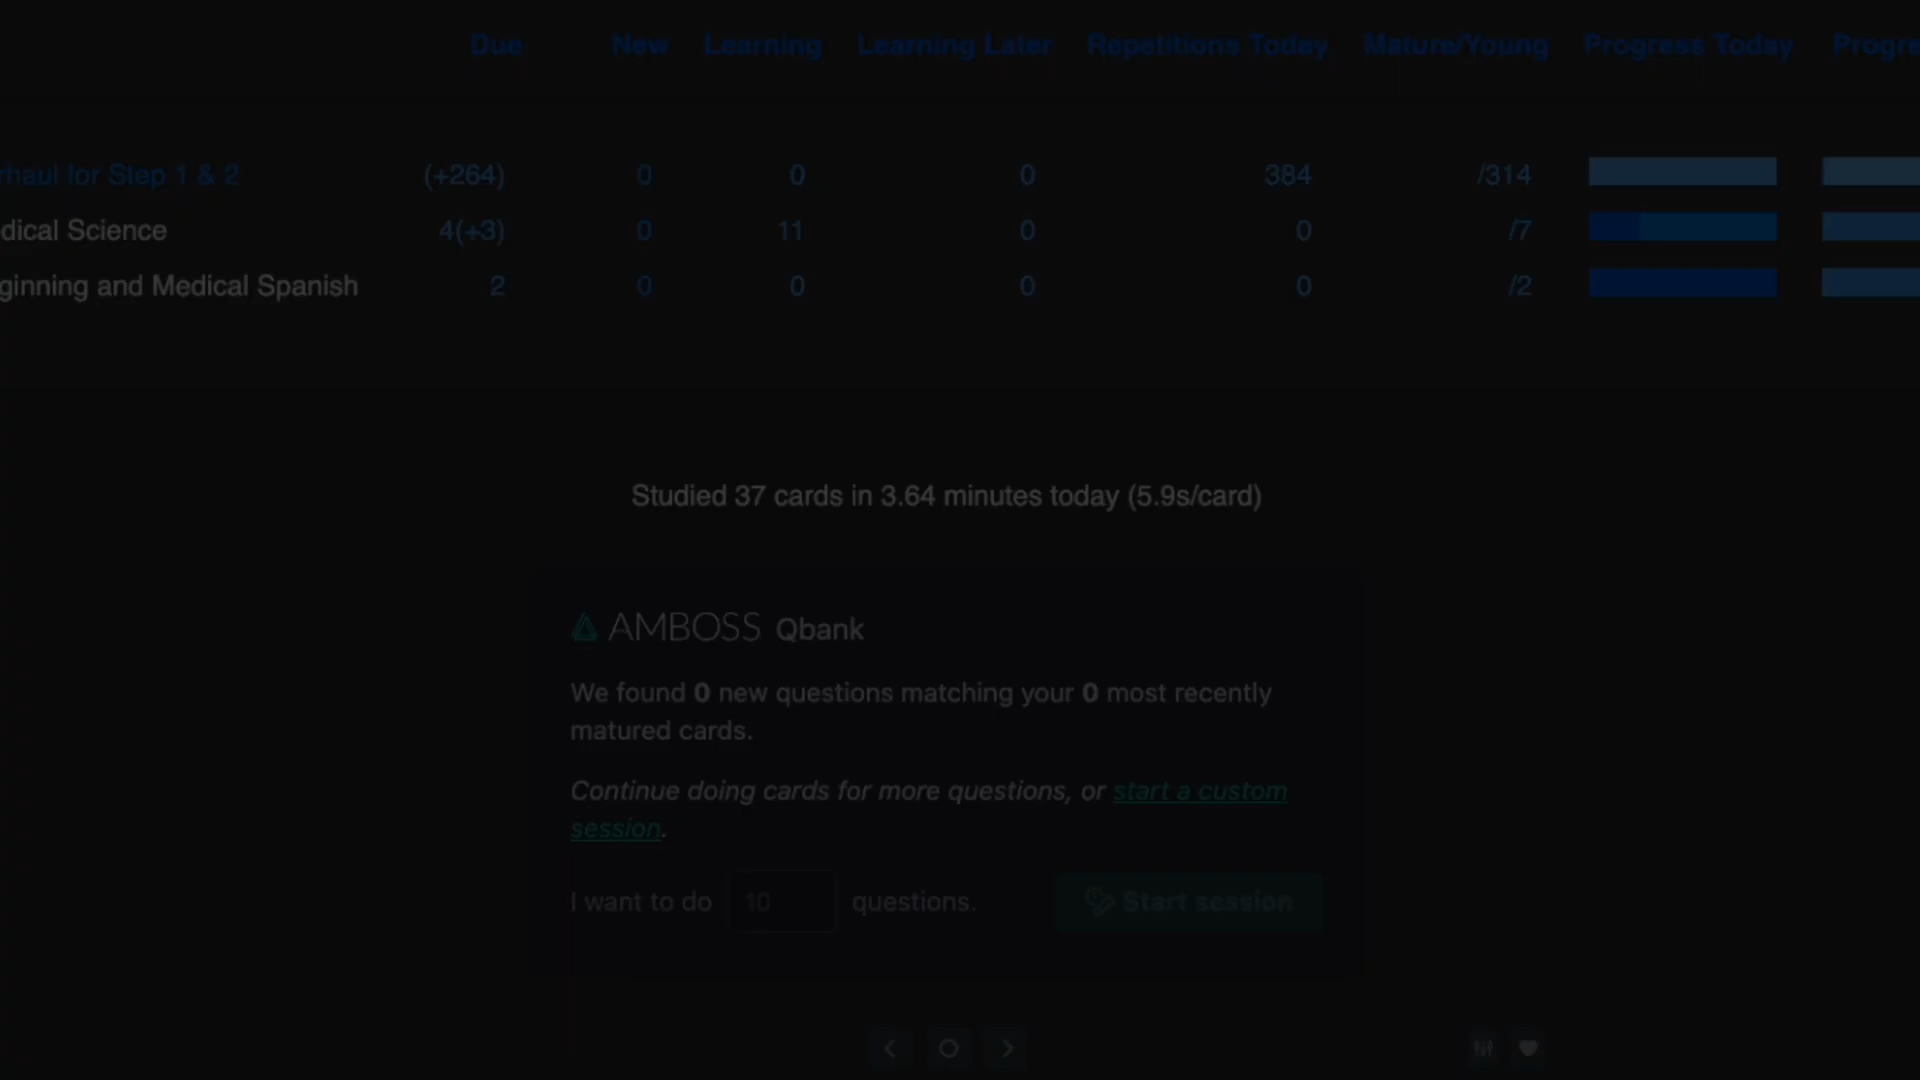 Due New Learning Learning Later Repetitions Today Mature/Young Progress Today Progre
rhaul for Step 1 & 2 (+264) 0 0 0 384 /314
dical Science 4(+3) 0 11 0 0 /7
ginning and Medical Spanish 2 0 0 0 0 /2
Studied 37 cards in 3.64 minutes today (5.9s/card)
AMBOSS Qbank
We found 0 new questions matching your 0 most recently
matured cards.
Continue doing cards for more questions, or start a custom
session.
I want to do 10 questions. Start session